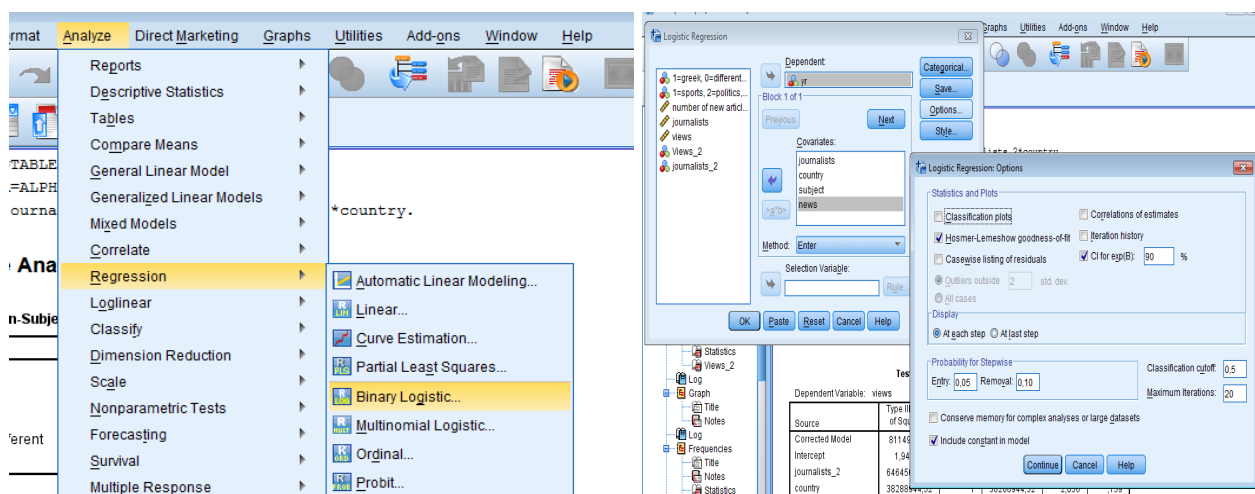 rmat Analyze Direct Marketing Graphs Utilities Add-ons Window Help
Reports
Descriptive Statistics
Tables
Compare Means
General Linear Model
Generalized Linear Models
Mixed Models
Correlate
Regression
Loglinear
Classify
Dimension Reduction
Scale
Nonparametric Tests
Forecasting
Survival
Multiple Response
TABLE
=ALPH
ourna
*country.
Ana
n-Subje
erent
Automatic Linear Modeling...
Linear...
Curve Estimation...
Partial Least Squares...
Binary Logistic...
Multinomial Logistic...
Ordinal...
Probit...
Graphs Utilities Add-ons Window Help
Logistic Regression
1=greek, 0=different...
1=sports, 2=politics,...
number of new articl...
journalists
views
Views_2
journalists_2
Dependent:
yr
Block 1 of 1
Previous Next
Covariates:
journalists
country
subject
news
>a*b>
Method: Enter
Selection Variable:
Rule...
OK Paste Reset Cancel Help
Categorical...
Save...
Options...
Style...
Logistic Regression: Options
Statistics and Plots
Classification plots Correlations of estimates
Hosmer-Lemeshow goodness-of-fit Iteration history
Casewise listing of residuals CI for exp(B): 90 %
Outliers outside 2 std. dev.
All cases
Display
At each step At last step
Probability for Stepwise
Entry: 0,05 Removal: 0,10
Classification cutoff: 0,5
Maximum Iterations: 20
Conserve memory for complex analyses or large datasets
Include constant in model
Continue Cancel Help
Statistics
Views_2
Log
Graph
Title
Notes
Log
Frequencies
Title
Notes
Statistics
Tes
Dependent Variable: views
Source Type III of Squ
Corrected Model 81149
Intercept 1,94
journalists_2 64645
country